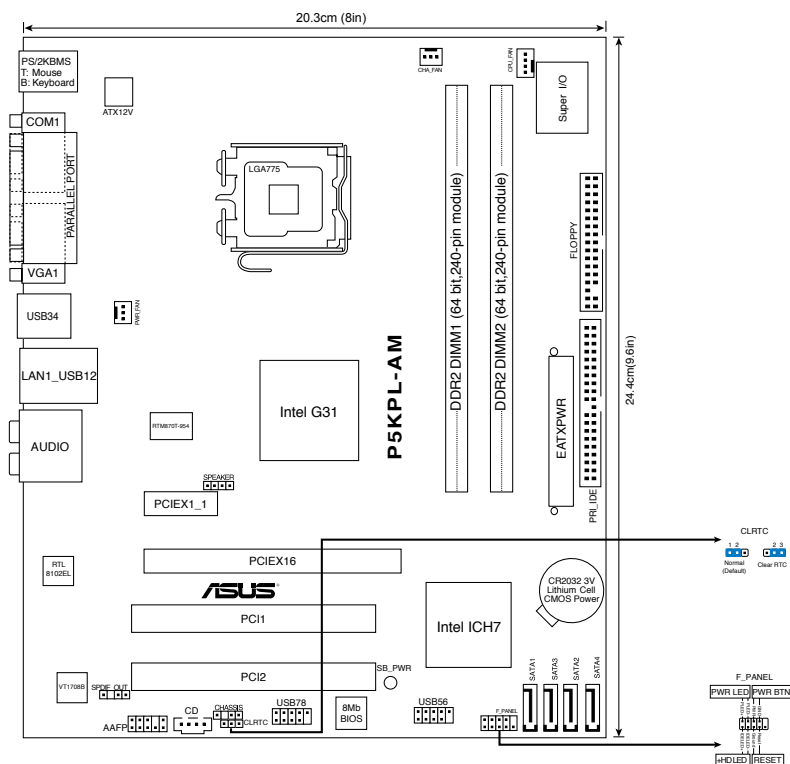 20.3cm (8in)
PS/2KBMS
T: Mouse
B: Keyboard
ATX12V
CHA_FAN
CPU_FAN
Super I/O
COM1
PARALLEL PORT
VGA1
LGA775
DDR2 DIMM1 (64 bit,240-pin module)
DDR2 DIMM2 (64 bit,240-pin module)
FLOPPY
24.4cm(9.6in)
USB34
PWR_FAN
LAN1_USB12
Intel G31
P5KPL-AM
EATXPWR
PRI_IDE
RTM870T-954
AUDIO
SPEAKER
PCIEX1_1
CLRTC
1 2
2 3
Normal
(Default)
Clear RTC
RTL
8102EL
PCIEX16
ASUS
CR2032 3V
Lithium Cell
CMOS Power
PCI1
Intel ICH7
PCI2
SB_PWR
SATA1
SATA3
SATA2
SATA4
VT1708B
SPDIF_OUT
AAFP
CD
CHASSIS
CLRTC
USB78
8Mb
BIOS
USB56
F_PANEL
F_PANEL
PWR LED
PWR BTN
+HDLED
RESET